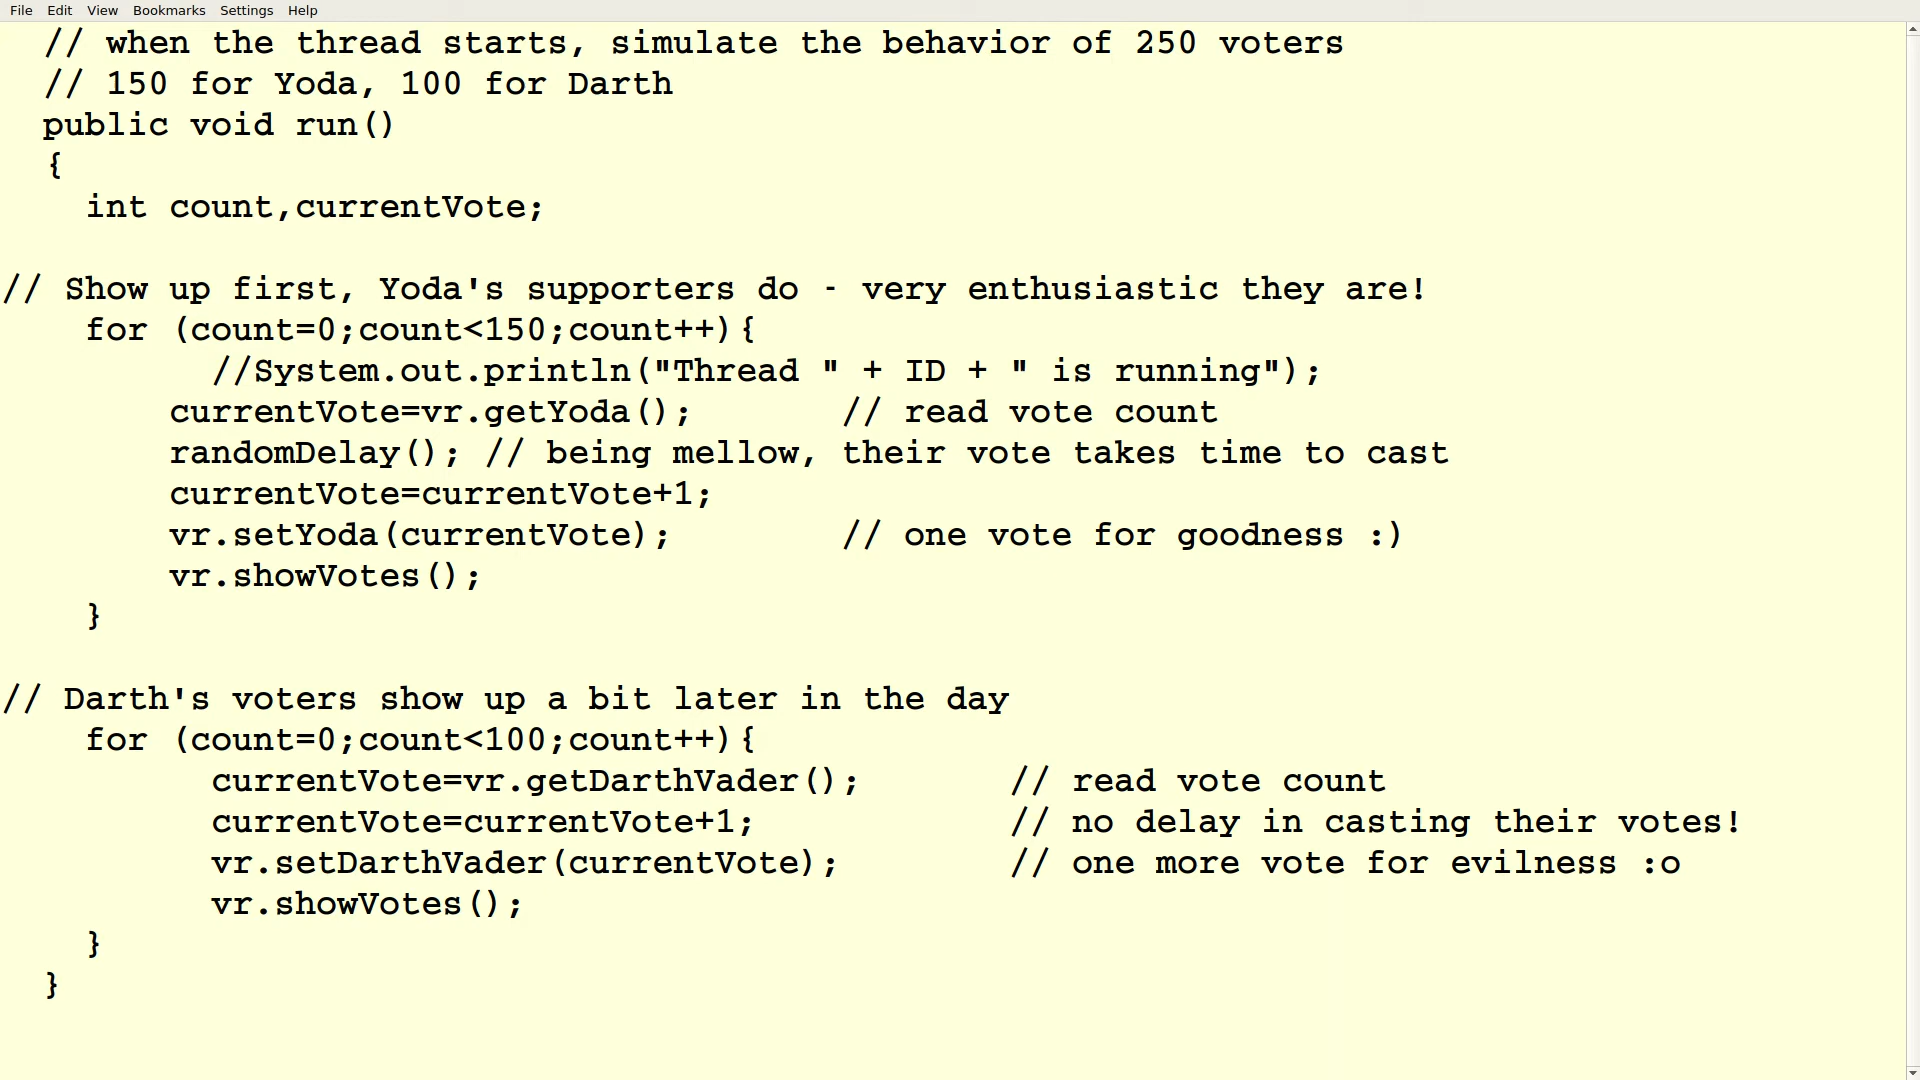 File Edit View Bookmarks Settings Help
// when the thread starts, simulate the behavior of 250 voters
// 150 for Yoda, 100 for Darth
public void run()
{
int count,currentVote;
// Show up first, Yoda's supporters do - very enthusiastic they are!
for (count=0;count<150;count++){
//System.out.println("Thread " + ID + " is running");
currentVote=vr.getYoda(); // read vote count
randomDelay(); // being mellow, their vote takes time to cast
currentVote=currentVote+1;
vr.setYoda(currentVote); // one vote for goodness :)
vr.showVotes();
}
// Darth's voters show up a bit later in the day
for (count=0;count<100;count++){
currentVote=vr.getDarthVader(); // read vote count
currentVote=currentVote+1; // no delay in casting their votes!
vr.setDarthVader(currentVote); // one more vote for evilness :o
vr.showVotes();
}
}